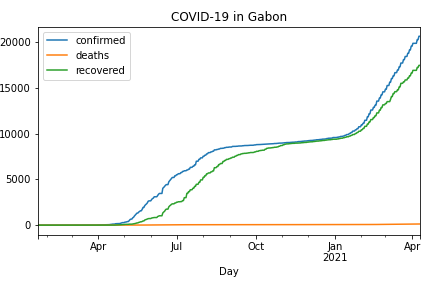 COVID-19 in Gabon
confirmed
deaths
recovered
20000
15000
10000
5000
0
Apr Jul Oct Jan Apr
2021
Day